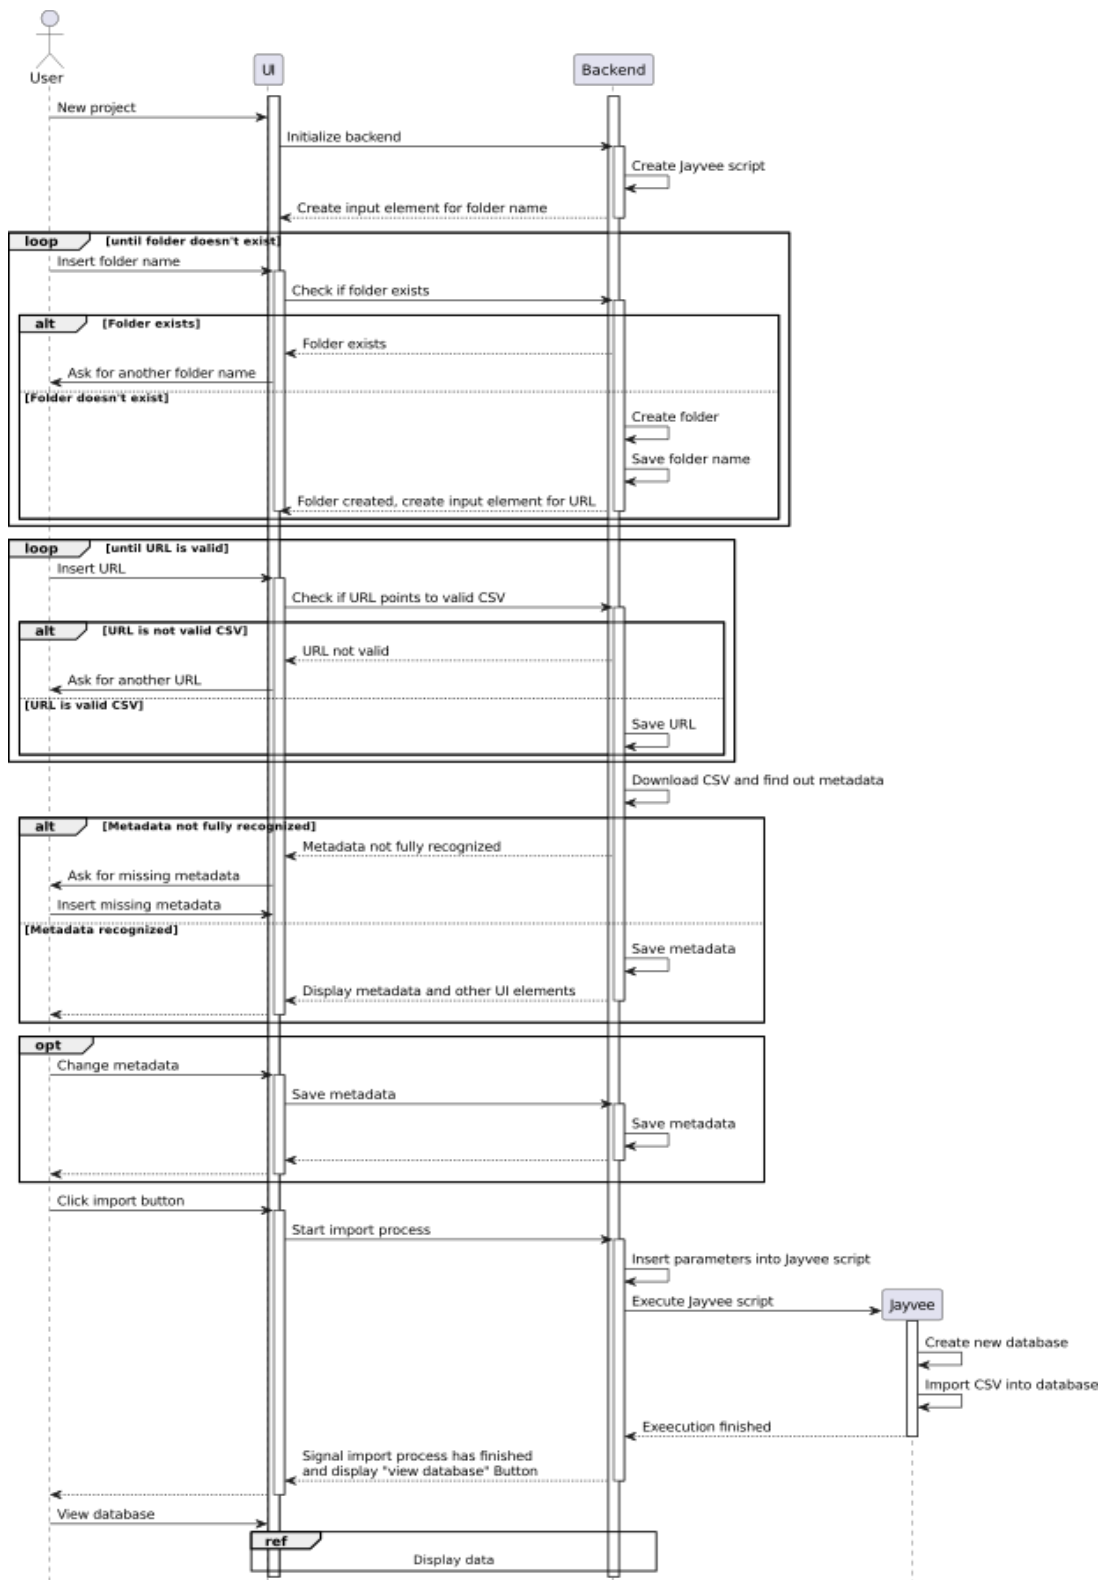 User
UI
Backend
New project
Initialize backend
Create Jayvee script
Create input element for folder name
loop [until folder doesn't exist]
Insert folder name
Check if folder exists
alt [Folder exists]
Folder exists
Ask for another folder name
[Folder doesn't exist]
Create folder
Save folder name
Folder created, create input element for URL
loop [until URL is valid]
Insert URL
Check if URL points to valid CSV
alt [URL is not valid CSV]
URL not valid
Ask for another URL
[URL is valid CSV]
Save URL
Download CSV and find out metadata
alt [Metadata not fully recognized]
Metadata not fully recognized
Ask for missing metadata
Insert missing metadata
[Metadata recognized]
Save metadata
Display metadata and other UI elements
opt
Change metadata
Save metadata
Save metadata
Click import button
Start import process
Insert parameters into Jayvee script
Execute Jayvee script
Jayvee
Create new database
Import CSV into database
Exeecution finished
Signal import process has finished
and display "view database" Button
View database
ref
Display data